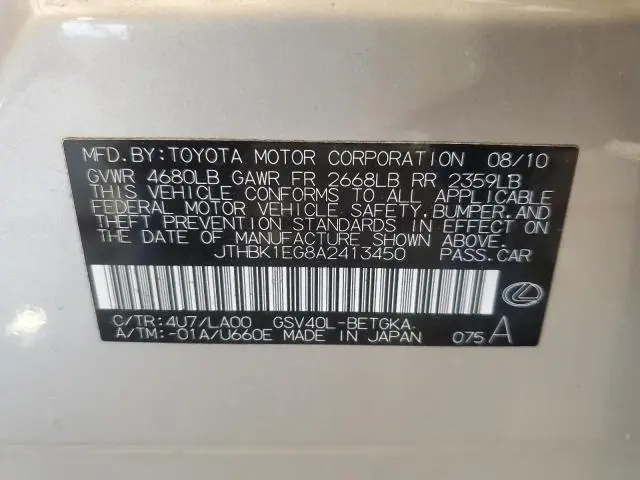 MFD.BY:TOYOTA MOTOR CORPORATION 08/10
GVWR 4680LB GAWR FR 2668LB RR 2359LB
THIS VEHICLE CONFORMS TO ALL APPLICABLE
FEDERAL MOTOR VEHICLE SAFETY,BUMPER,AND
THEFT PREVENTION STANDARDS IN EFFECT ON
THE DATE OF MANUFACTURE SHOWN ABOVE.
JTHBK1EG8A2413450 PASS.CAR
C/TR:4U7/LA00 GSV40L-BETGKA
A/TM:-01A/U660E MADE IN JAPAN 075 A